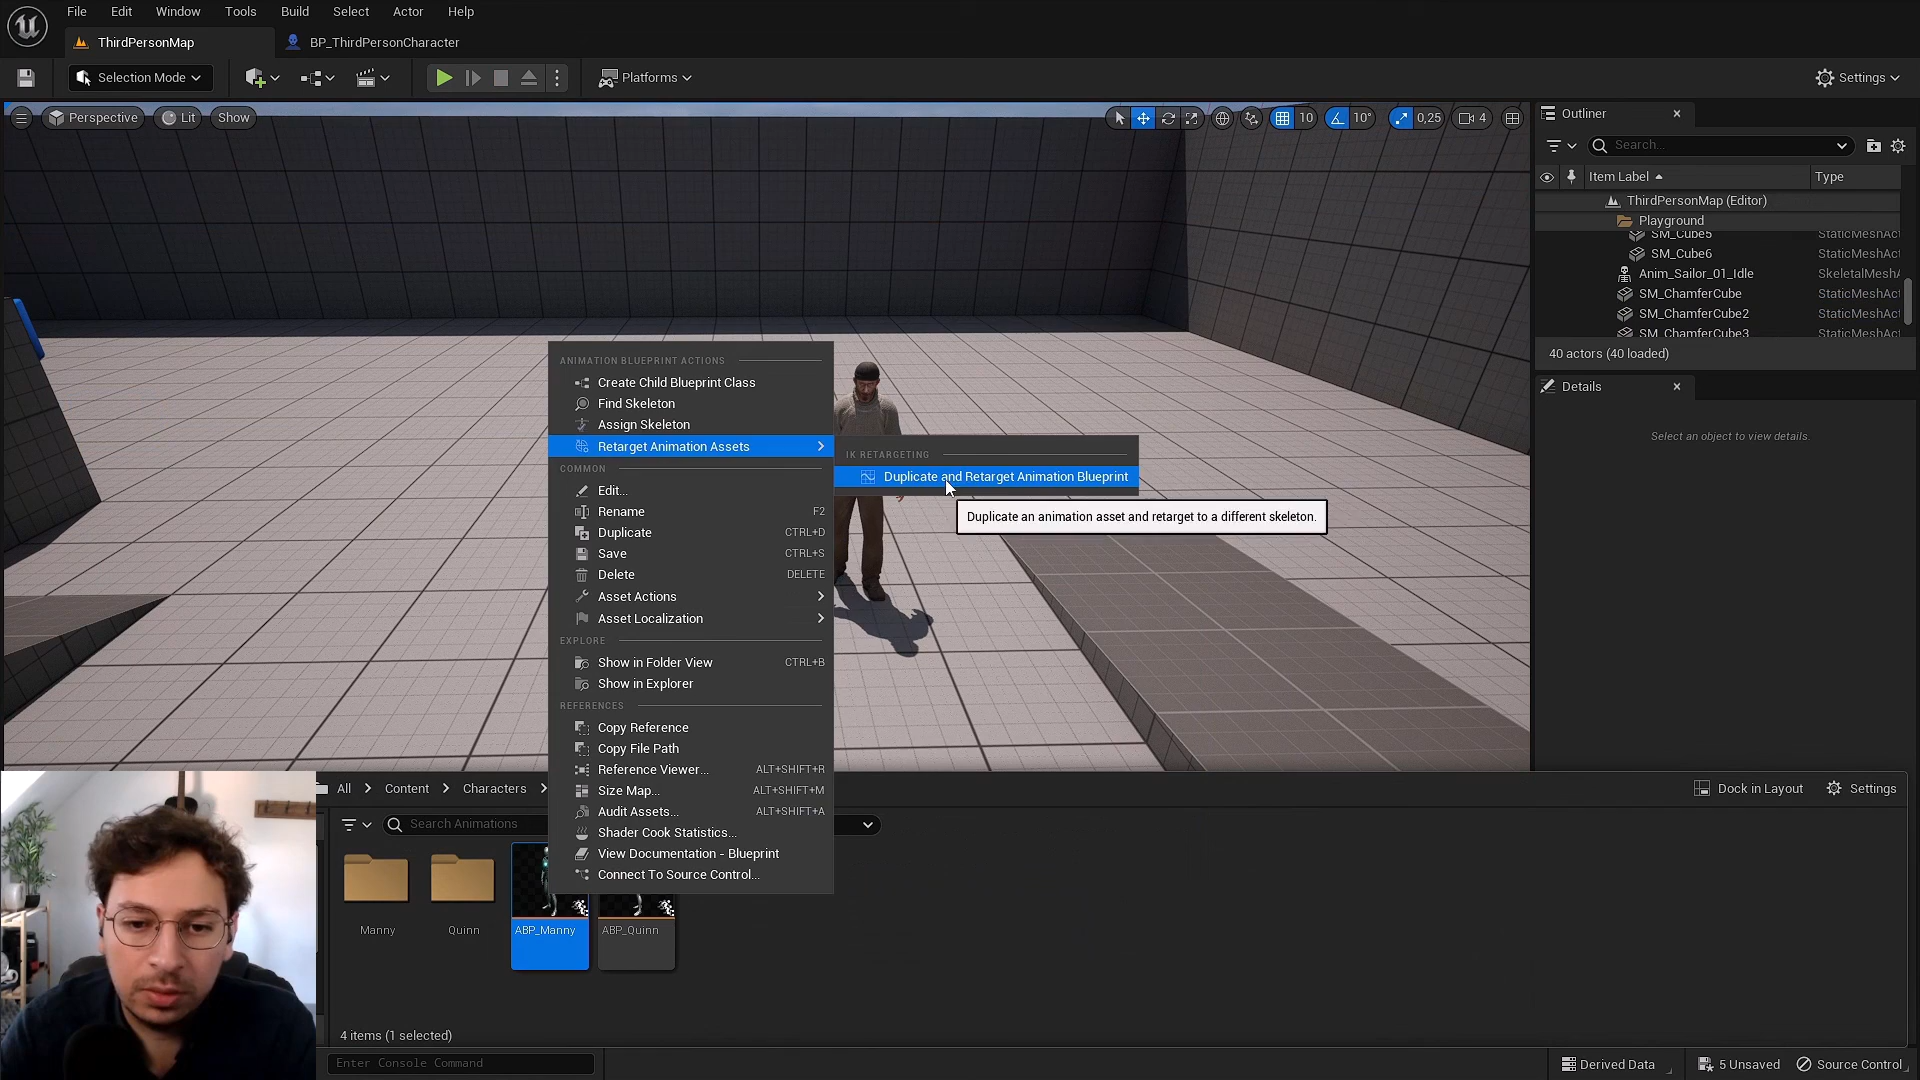 File Edit Window Tools Build Select Actor Help
ThirdPersonMap BP_ThirdPersonCharacter
Selection Mode Platforms Settings
Perspective Lit Show 10 10° 0,25 4
Outliner
Search...
Item Label Type
ThirdPersonMap (Editor)
Playground
SM_Cube5 StaticMeshAct
SM_Cube6 StaticMeshAct
Anim_Sailor_01_Idle SkeletalMeshA
SM_ChamferCube StaticMeshAct
SM_ChamferCube2 StaticMeshAct
SM_ChamferCube3 StaticMeshAct
40 actors (40 loaded)
Details
Select an object to view details.
ANIMATION BLUEPRINT ACTIONS
Create Child Blueprint Class
Find Skeleton
Assign Skeleton
Retarget Animation Assets
COMMON
Edit...
Rename F2
Duplicate CTRL+D
Save CTRL+S
Delete DELETE
Asset Actions
Asset Localization
EXPLORE
Show in Folder View CTRL+B
Show in Explorer
REFERENCES
Copy Reference
Copy File Path
Reference Viewer... ALT+SHIFT+R
Size Map... ALT+SHIFT+M
Audit Assets... ALT+SHIFT+A
Shader Cook Statistics...
View Documentation - Blueprint
Connect To Source Control...
IK RETARGETING
Duplicate and Retarget Animation Blueprint
Duplicate an animation asset and retarget to a different skeleton.
All Content Characters Dock in Layout Settings
Search Animations
Manny Quinn ABP_Manny ABP_Quinn
4 items (1 selected)
Enter Console Command Derived Data 5 Unsaved Source Control